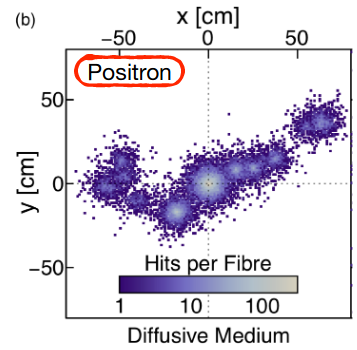 (b)
x [cm]
−50 0 50
Positron
y [cm]
50
0
−50
Hits per Fibre
1 10 100
Diffusive Medium